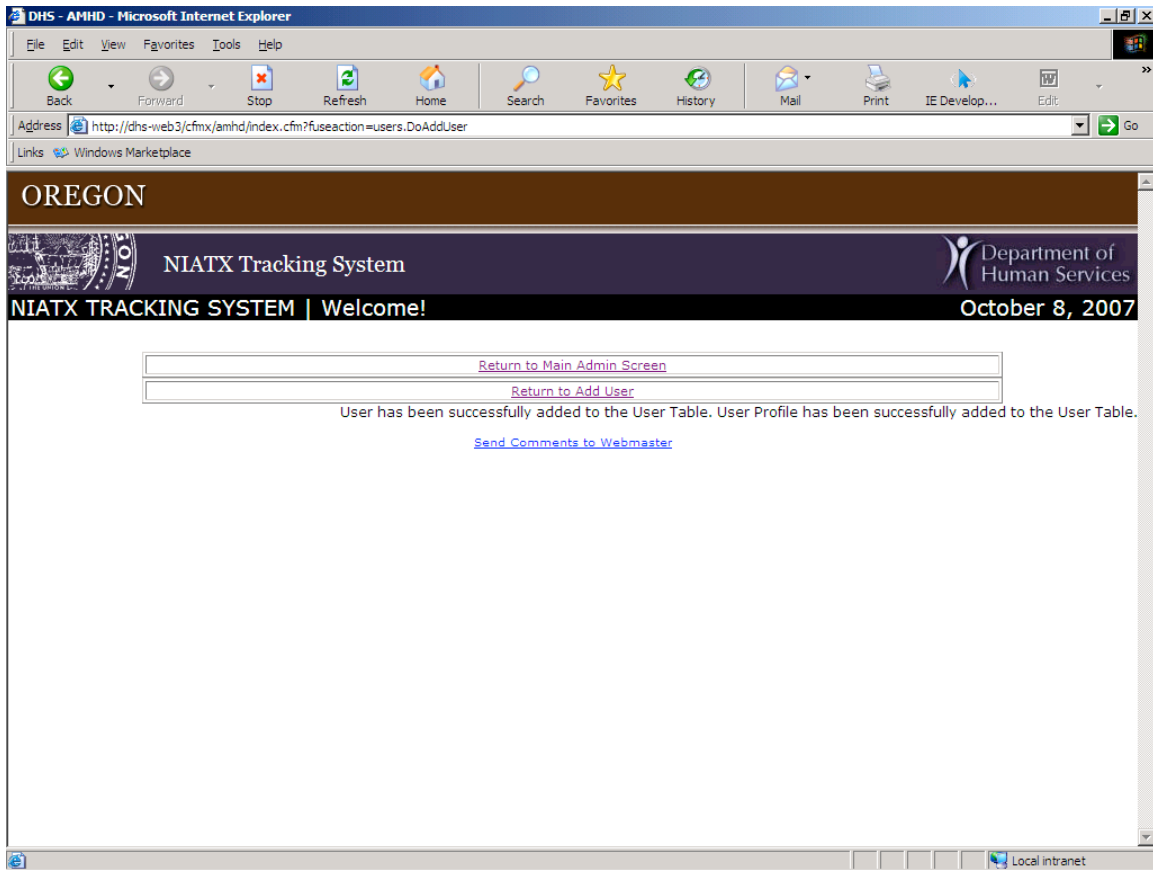 DHS - AMHD - Microsoft Internet Explorer
File Edit View Favorites Tools Help
Back Forward Stop Refresh Home Search Favorites History Mail Print IE Develop... Edit
Address http://dhs-web3/cfmx/amhd/index.cfm?fuseaction=users.DoAddUser Go
Links Windows Marketplace
OREGON
NIATX Tracking System
Department of
Human Services
NIATX TRACKING SYSTEM | Welcome! October 8, 2007
Return to Main Admin Screen
Return to Add User
User has been successfully added to the User Table. User Profile has been successfully added to the User Table.
Send Comments to Webmaster
Local intranet